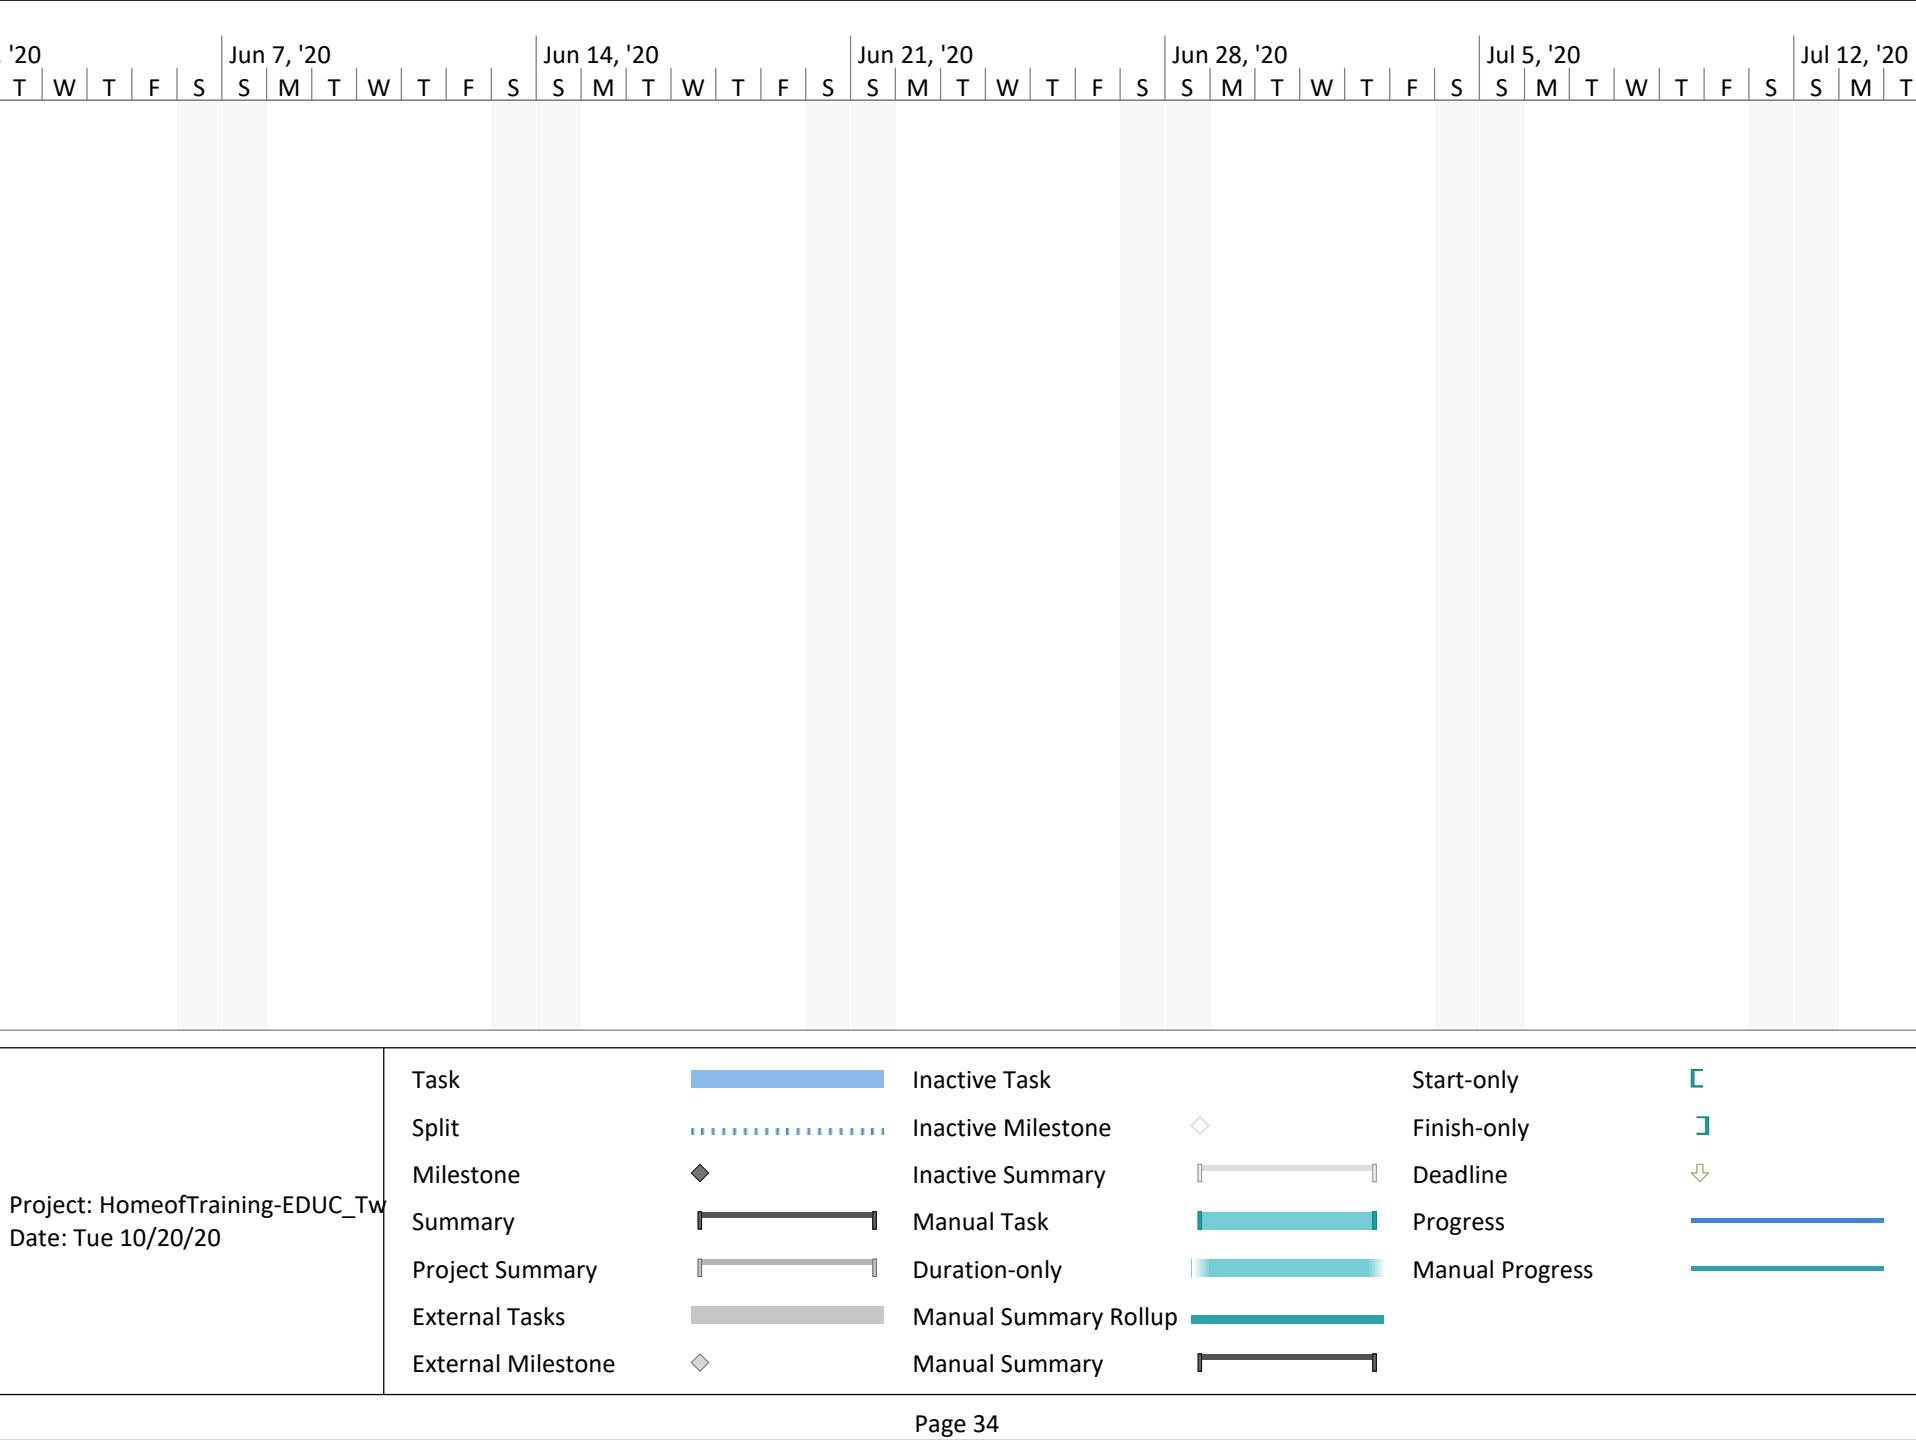 '20 Jun 7, '20 Jun 14, '20 Jun 21, '20 Jun 28, '20 Jul 5, '20 Jul 12, '20
T W T F S S M T W T F S S M T W T F S S M T W T F S S M T W T F S S M T W T F S S M T
Task
Split
Milestone
Summary
Project Summary
External Tasks
External Milestone
Inactive Task
Inactive Milestone
Inactive Summary
Manual Task
Duration-only
Manual Summary Rollup
Manual Summary
Start-only
Finish-only
Deadline
Progress
Manual Progress
Project: HomeofTraining-EDUC_Tw
Date: Tue 10/20/20
Page 34